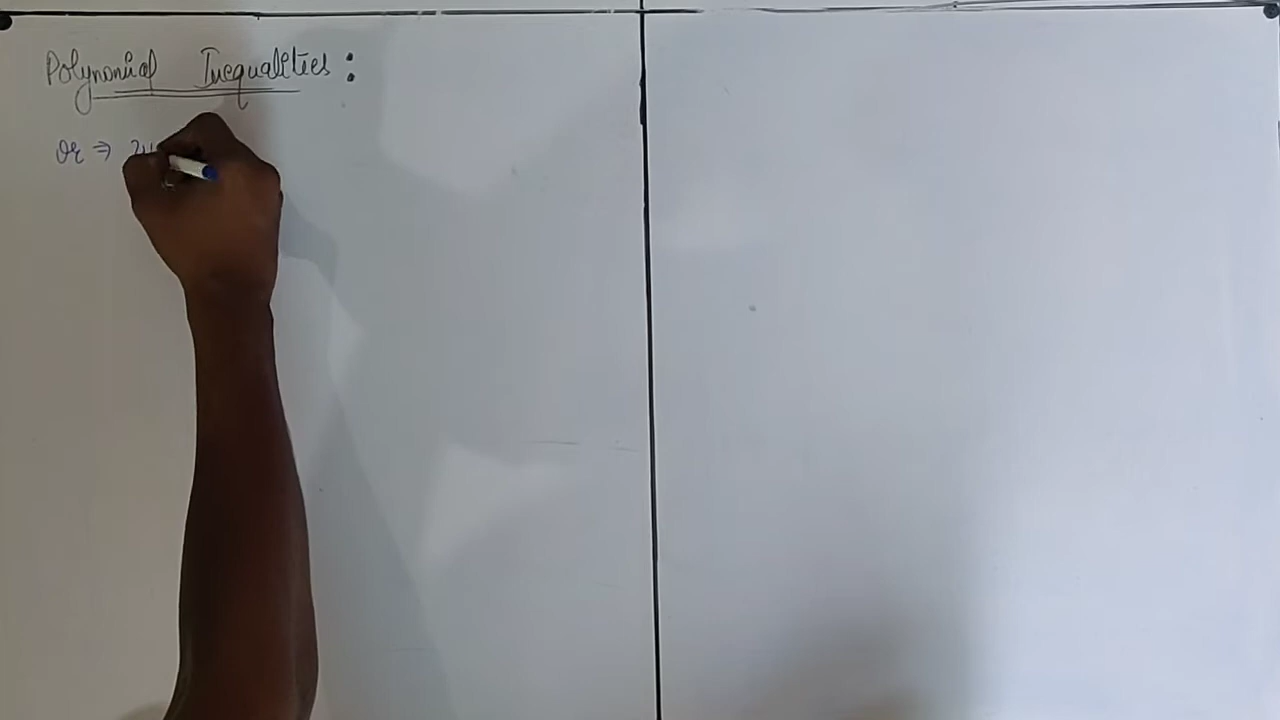 Polynomial Inequalities :
or ⇒